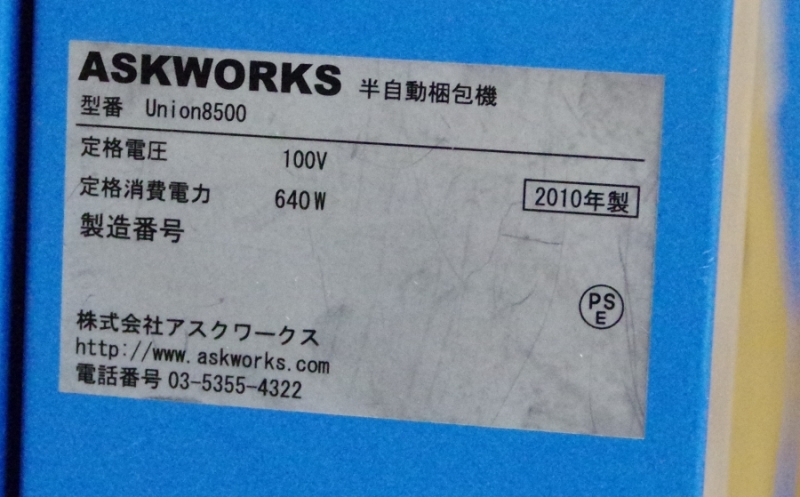 ASKWORKS 半自動梱包機
型番 Union8500
定格電圧 100V
定格消費電力 640W
2010年製
製造番号
PS
E
株式会社アスクワークス
http://www.askworks.com
電話番号 03-5355-4322